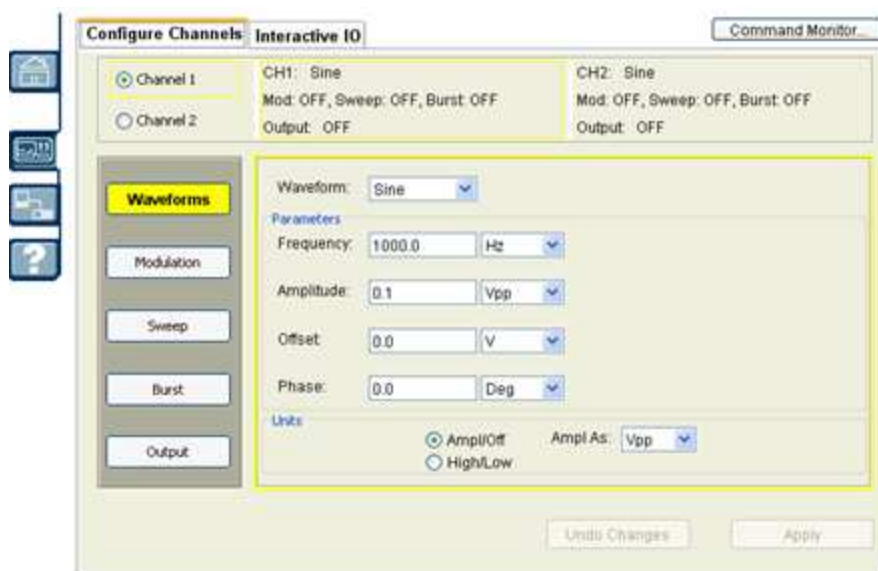 Configure Channels Interactive IO Command Monitor...
Channel 1
Channel 2
CH1: Sine
Mod: OFF, Sweep: OFF, Burst: OFF
Output: OFF
CH2: Sine
Mod: OFF, Sweep: OFF, Burst: OFF
Output: OFF
Waveforms
Modulation
Sweep
Burst
Output
Waveform: Sine
Parameters
Frequency: 1000.0 Hz
Amplitude: 0.1 Vpp
Offset 0.0 V
Phase: 0.0 Deg
Units
Ampl/Off Ampl As: Vpp
High/Low
Undo Changes Apply